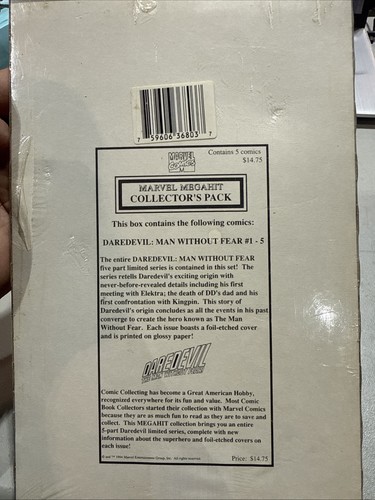 7 59606 36803 7
MARVEL
COMICS
Contains 5 comics
$14.75
MARVEL MEGAHIT
COLLECTOR'S PACK
This box contains the following comics:
DAREDEVIL: MAN WITHOUT FEAR #1 - 5
The entire DAREDEVIL: MAN WITHOUT FEAR
five part limited series is contained in this set! The
series retells Daredevil's exciting origin with
never-before-revealed details including his first
meeting with Elektra; the death of DD's dad and his
first confrontation with Kingpin. This story of
Daredevil's origin concludes as all the events in his past
converge to create the hero known as The Man
Without Fear. Each issue boasts a foil-etched cover
and is printed on glossy paper!
DAREDEVIL
THE MAN WITHOUT FEAR
Comic Collecting has become a Great American Hobby,
recognized everywhere for its fun and value. Most Comic
Book Collectors started their collection with Marvel Comics
because they are as much fun to read as they are to save and
collect. This MEGAHIT collection brings you an entire
5-part Daredevil limited series, complete with new
information about the superhero and foil-etched covers on
each issue!
Marvel Entertainment Group, Inc. All rights reserved.
Price: $14.75